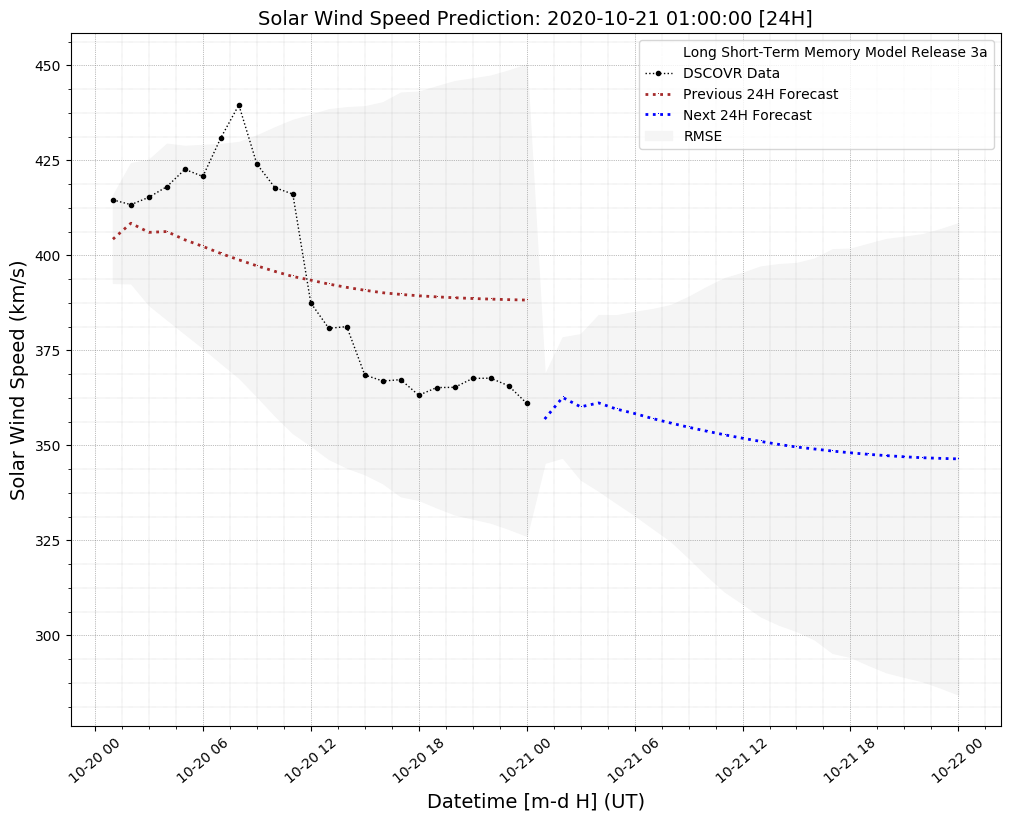 Solar Wind Speed Prediction: 2020-10-21 01:00:00 [24H]
Long Short-Term Memory Model Release 3a
DSCOVR Data
Previous 24H Forecast
Next 24H Forecast
RMSE
Solar Wind Speed (km/s)
450
425
400
375
350
325
300
10-20 00
10-20 06
10-20 12
10-20 18
10-21 00
10-21 06
10-21 12
10-21 18
10-22 00
Datetime [m-d H] (UT)